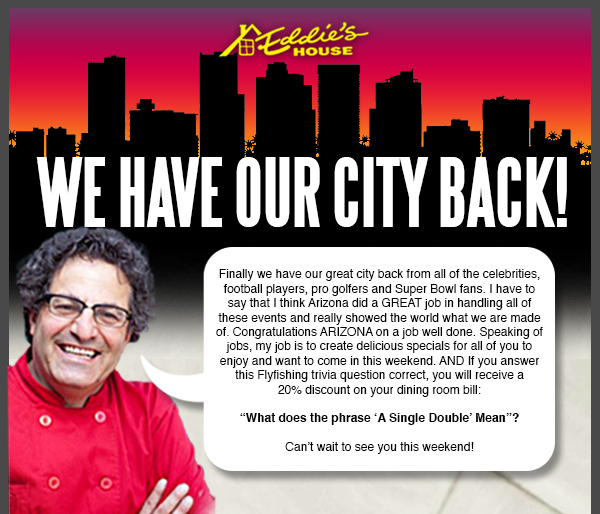 Eddie's
HOUSE
WE HAVE OUR CITY BACK!
Finally we have our great city back from all of the celebrities,
football players, pro golfers and Super Bowl fans. I have to
say that I think Arizona did a GREAT job in handling all of
these events and really showed the world what we are made
of. Congratulations ARIZONA on a job well done. Speaking of
jobs, my job is to create delicious specials for all of you to
enjoy and want to come in this weekend. AND If you answer
this Flyfishing trivia question correct, you will receive a
20% discount on your dining room bill:
“What does the phrase ‘A Single Double’ Mean”?
Can’t wait to see you this weekend!